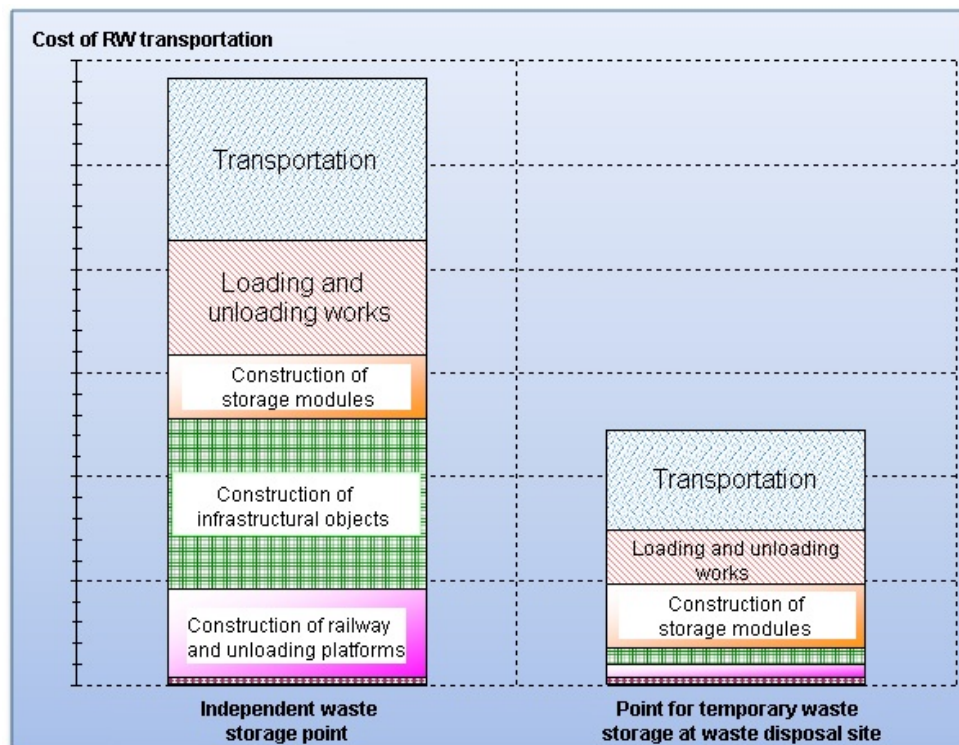 Cost of RW transportation
Transportation
Loading and
unloading works
Construction of
storage modules
Construction of
infrastructural objects
Construction of railway
and unloading platforms
Transportation
Loading and unloading
works
Construction of
storage modules
Independent waste
storage point
Point for temporary waste
storage at waste disposal site